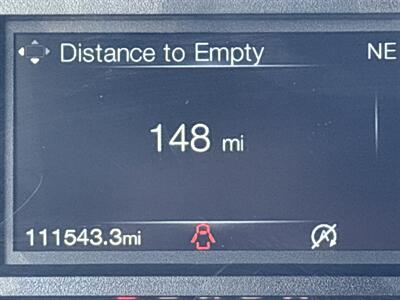 Distance to Empty NE
148 mi
111543.3mi